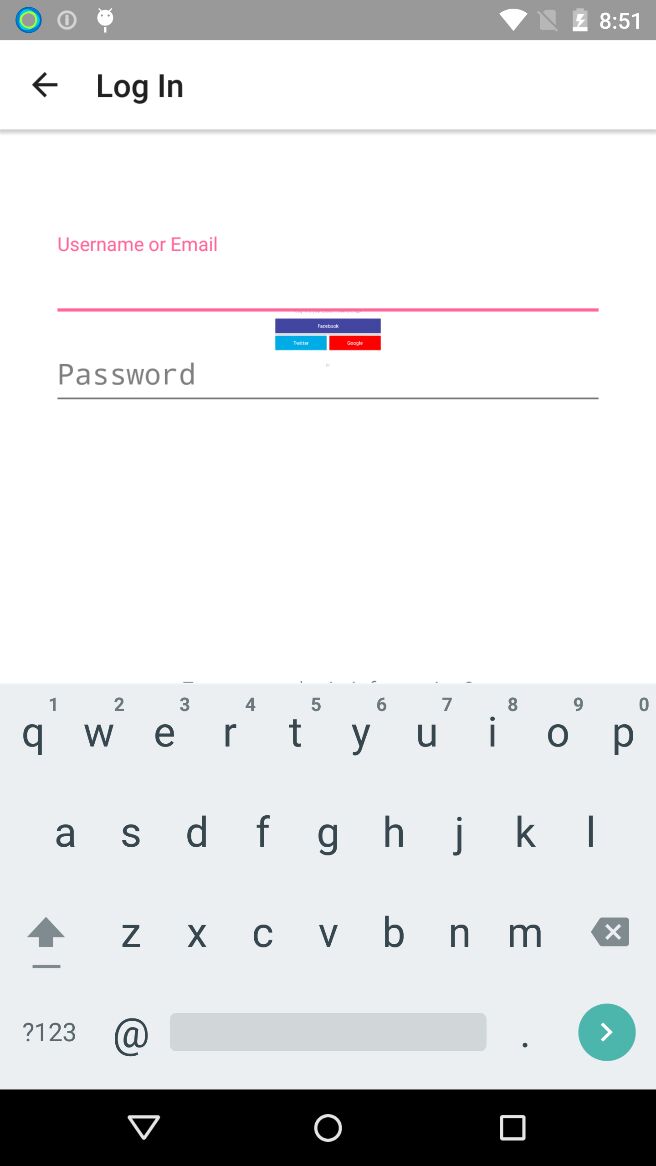 8:51
Log In
Username or Email
Facebook
Twitter Google
Password
1 2 3 4 5 6 7 8 9 0
q w e r t y u i o p
a s d f g h j k l
z x c v b n m
?123 @ .